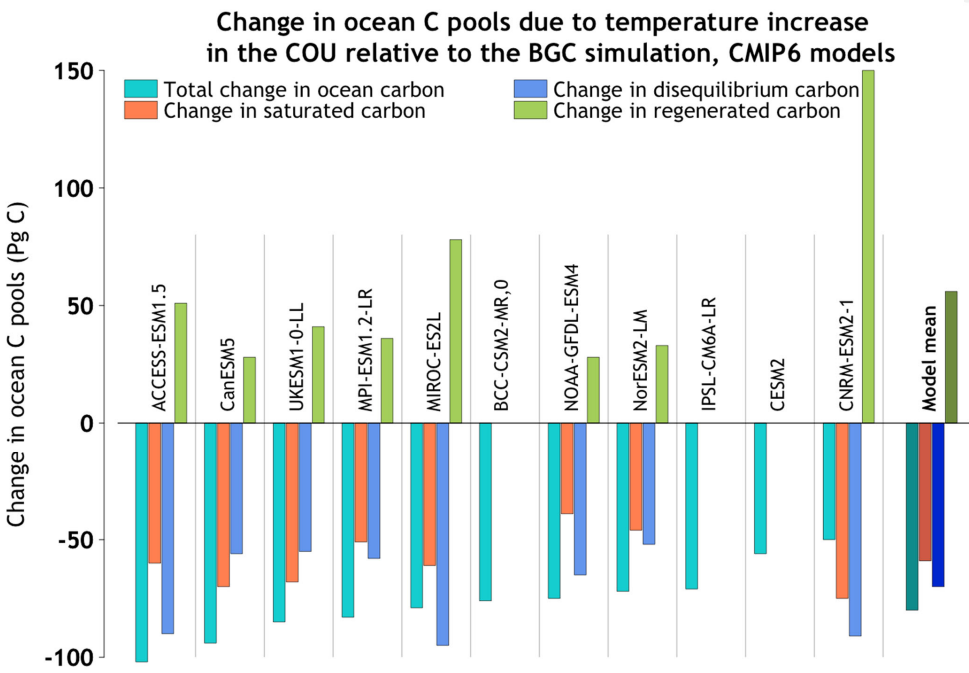 Change in ocean C pools due to temperature increase
in the COU relative to the BGC simulation, CMIP6 models
150
100
50
0
-50
-100
Change in ocean C pools (Pg C)
Total change in ocean carbon
Change in saturated carbon
Change in disequilibrium carbon
Change in regenerated carbon
ACCESS-ESM1.5
CanESM5
UKESM1-0-LL
MPI-ESM1.2-LR
MIROC-ES2L
BCC-CSM2-MR,0
NOAA-GFDL-ESM4
NorESM2-LM
IPSL-CM6A-LR
CESM2
CNRM-ESM2-1
Model mean